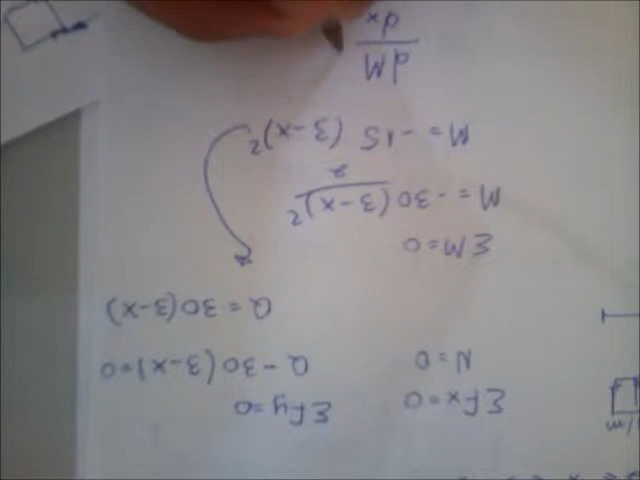 ΣFx=0 ΣFy=0
N=0 Q-30(3-x)=0
Q=30(3-x)
ΣM=0
M=-30(3-x)²
2
M=-15(3-x)²
dM
dx